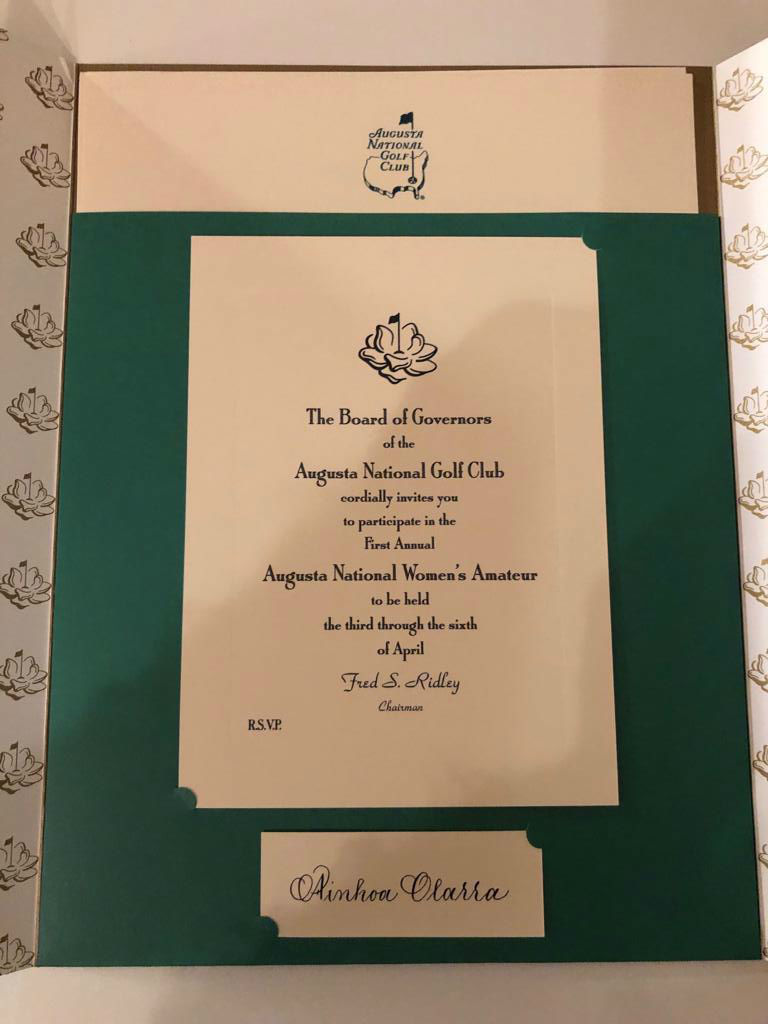 AUGUSTA
NATIONAL
GOLF
CLUB
The Board of Governors
of the
Augusta National Golf Club
cordially invites you
to participate in the
First Annual
Augusta National Women's Amateur
to be held
the third through the sixth
of April
Fred S. Ridley
Chairman
R.S.V.P.
Ainhoa Olarra